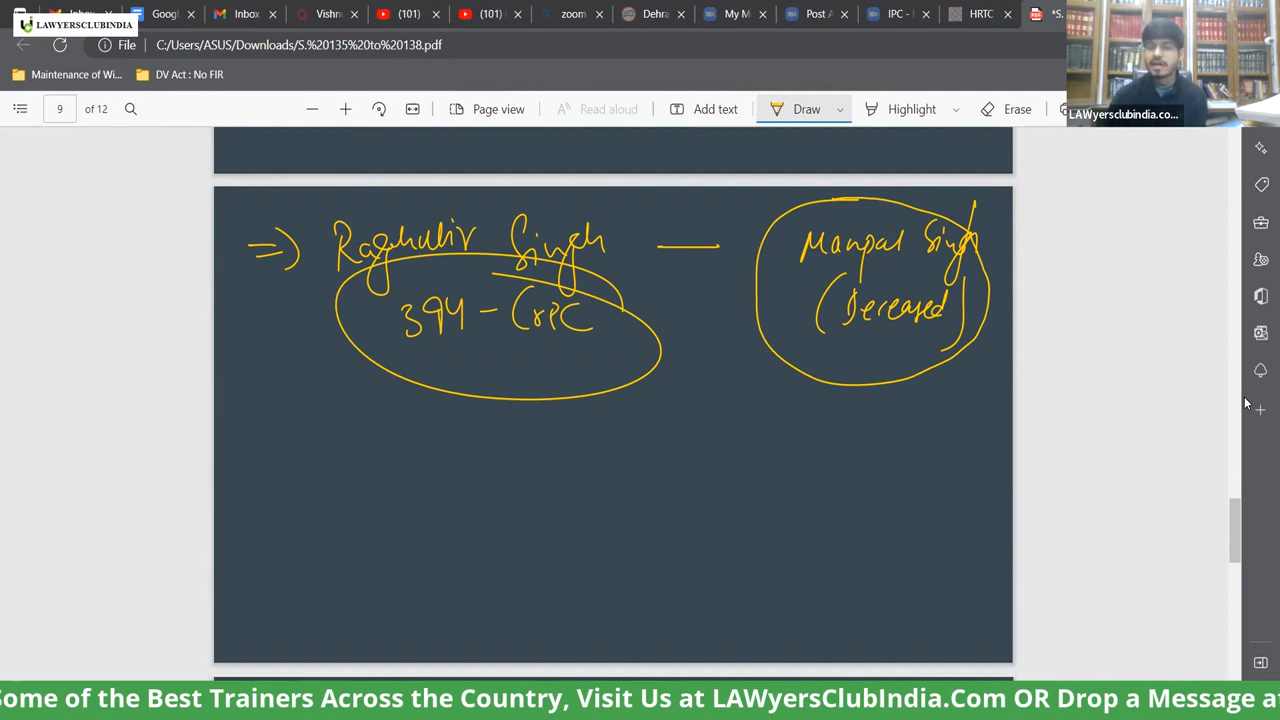 Inbox
Googl
Inbox
Vishn
(101)
(101)
Dehra
Post
IPC -
HRTC
LAWYERSCLUBINDIA
File
C:/Users/ASUS/Downloads/S.%20135%20to%20138.pdf
Maintenance of Wi...
DV Act : No FIR
LAWyersclubindia.co...
9 of 12
Page view
Read aloud
Add text
Draw
Highlight
Erase
=> Raghubir Singh — Manpal Singh
394 - CrPC (Deceased)
Some of the Best Trainers Across the Country, Visit Us at LAWyersClubIndia.Com OR Drop a Message a